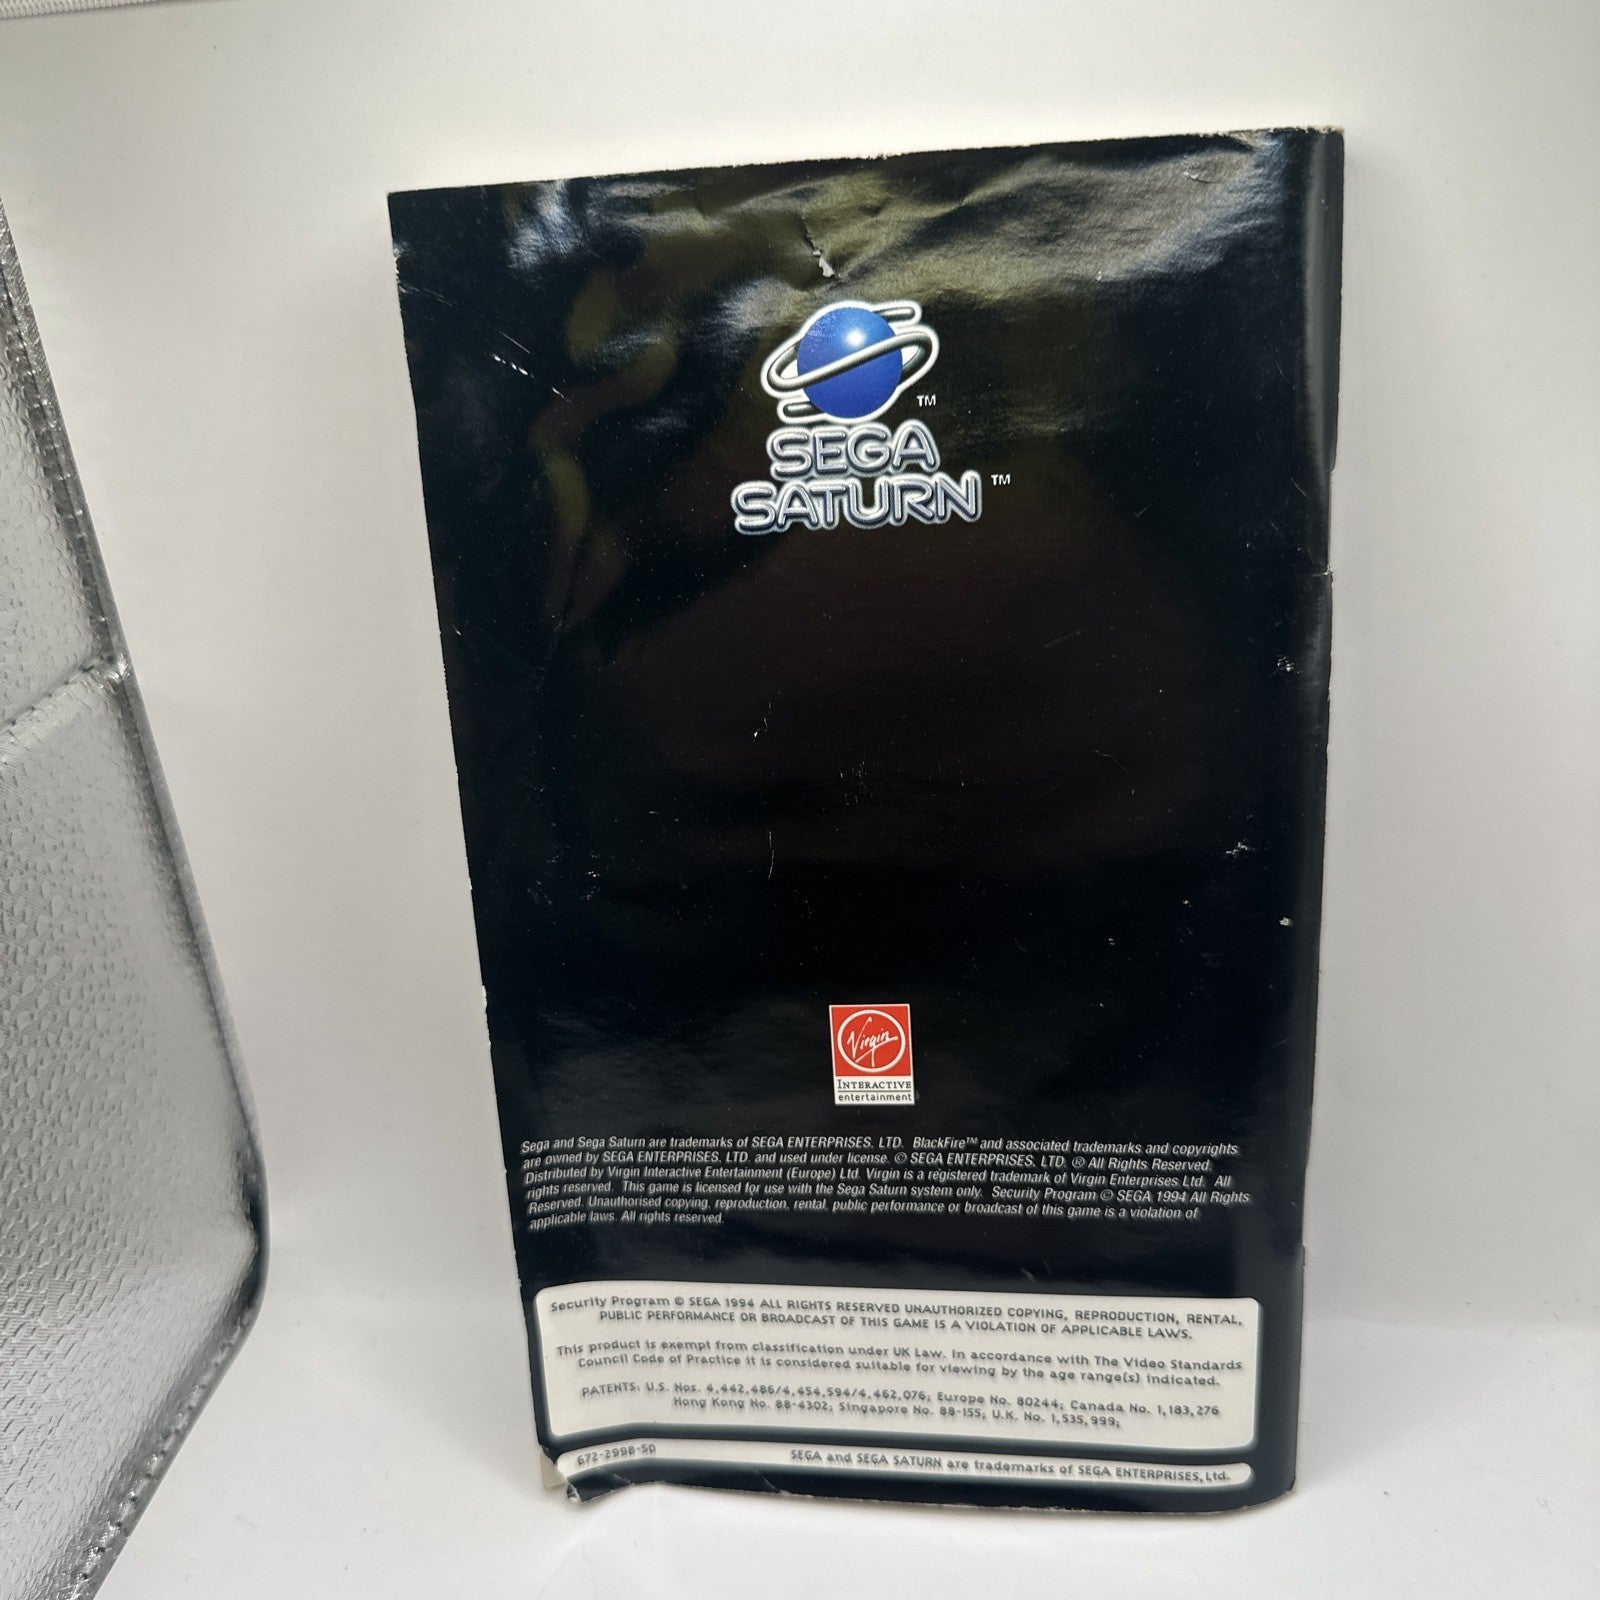 TM
SEGA
SATURN TM
Virgin
INTERACTIVE
entertainment
Sega and Sega Saturn are trademarks of SEGA ENTERPRISES. LTD. BlackFire™ and associated trademarks and copyrights
are owned by SEGA ENTERPRISES. LTD. and used under license. © SEGA ENTERPRISES. LTD. ® All Rights Reserved.
Distributed by Virgin Interactive Entertainment (Europe) Ltd. Virgin is a registered trademark of Virgin Enterprises Ltd. All
rights reserved. This game is licensed for use with the Sega Saturn system only. Security Program © SEGA 1994 All Rights
Reserved. Unauthorised copying, reproduction, rental, public performance or broadcast of this game is a violation of
applicable laws. All rights reserved.
Security Program © SEGA 1994 ALL RIGHTS RESERVED UNAUTHORIZED COPYING, REPRODUCTION, RENTAL,
PUBLIC PERFORMANCE OR BROADCAST OF THIS GAME IS A VIOLATION OF APPLICABLE LAWS.
This product is exempt from classification under UK Law. In accordance with The Video Standards
Council Code of Practice it is considered suitable for viewing by the age range(s) indicated.
PATENTS: U.S. Nos. 4,442,486/4,454,594/4,462,076; Europe No. 80244; Canada No. 1,183,276
Hong Kong No. 88-4302; Singapore No. 88-155; U.K. No. 1,535,999;
672-2998-50 SEGA and SEGA SATURN are trademarks of SEGA ENTERPRISES, Ltd.